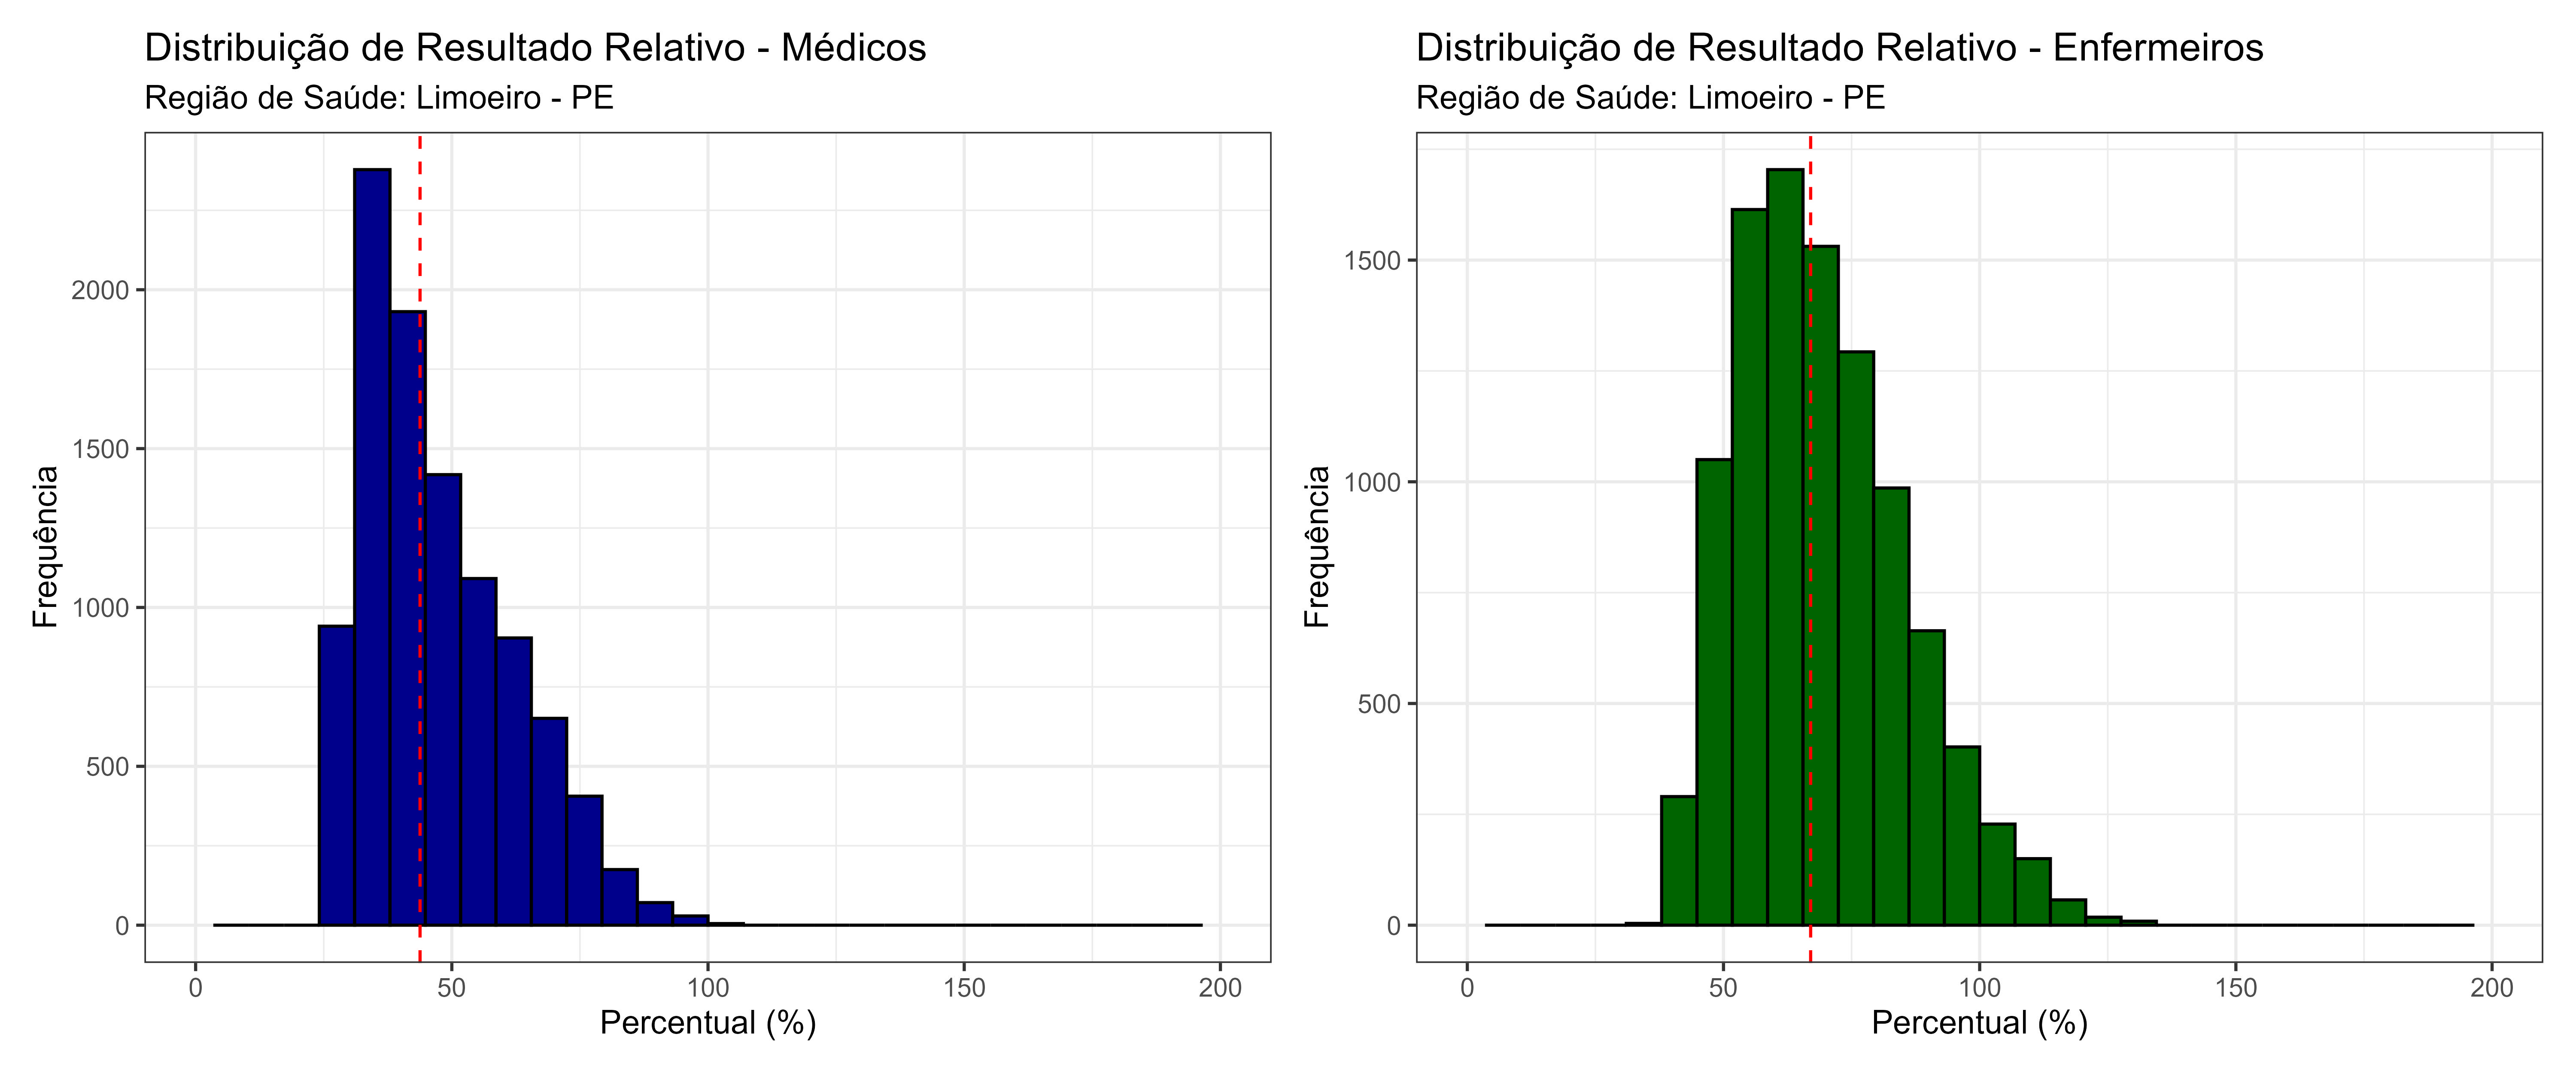 Distribuição de Resultado Relativo - Médicos
Região de Saúde: Limoeiro - PE
Frequência
2000
1500
1000
500
0
0 50 100 150 200
Percentual (%)
Distribuição de Resultado Relativo - Enfermeiros
Região de Saúde: Limoeiro - PE
Frequência
1500
1000
500
0
0 50 100 150 200
Percentual (%)